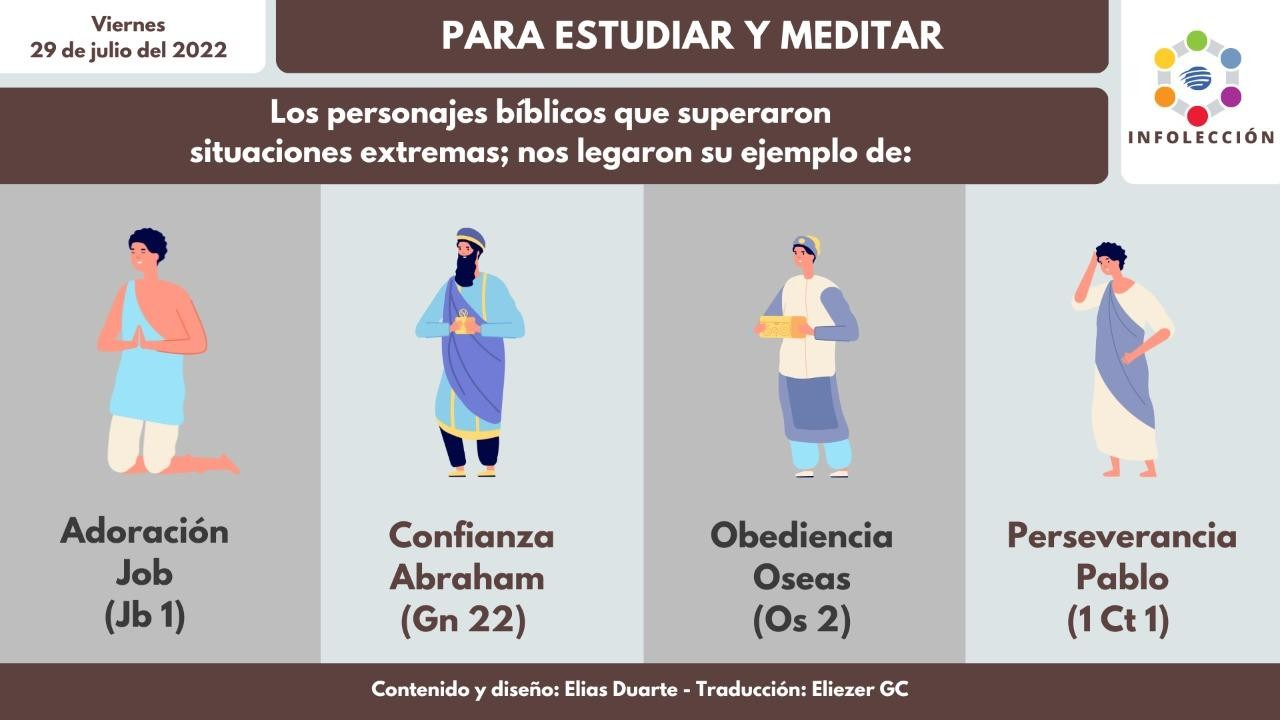 Viernes
29 de julio del 2022
PARA ESTUDIAR Y MEDITAR
INFOLECCIÓN
Los personajes bíblicos que superaron
situaciones extremas; nos legaron su ejemplo de:
Adoración
Job
(Jb 1)
Confianza
Abraham
(Gn 22)
Obediencia
Oseas
(Os 2)
Perseverancia
Pablo
(1 Ct 1)
Contenido y diseño: Elias Duarte - Traducción: Eliezer GC